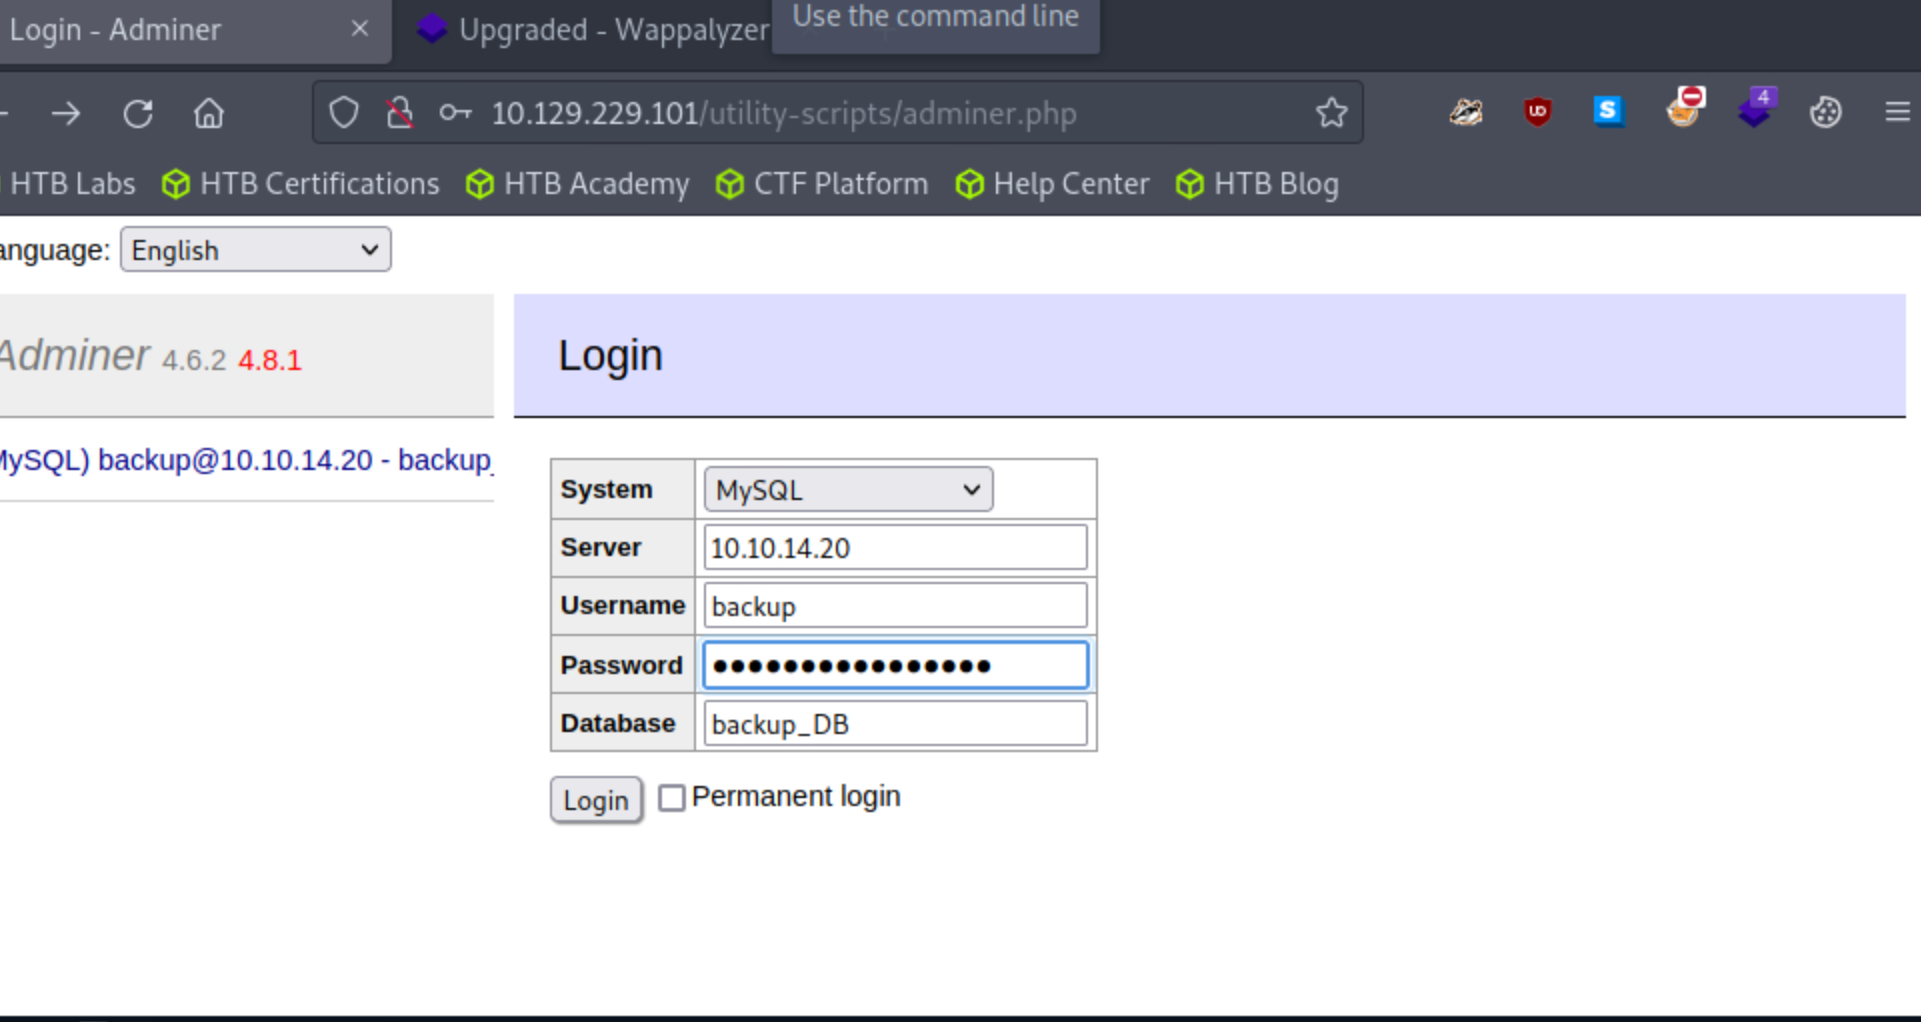 Login - Adminer
Upgraded - Wappalyzer
Use the command line
10.129.229.101/utility-scripts/adminer.php
UD
S
4
HTB Labs
HTB Certifications
HTB Academy
CTF Platform
Help Center
HTB Blog
anguage: English
Adminer 4.6.2 4.8.1
Login
MySQL) backup@10.10.14.20 - backup_
System MySQL
Server 10.10.14.20
Username backup
Password ••••••••••••••••
Database backup_DB
Login Permanent login